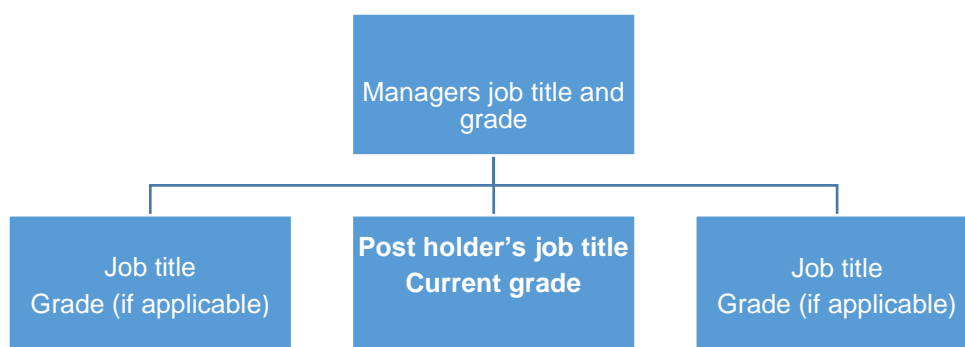 Managers job title and
grade
Job title
Grade (if applicable)
Post holder’s job title
Current grade
Job title
Grade (if applicable)